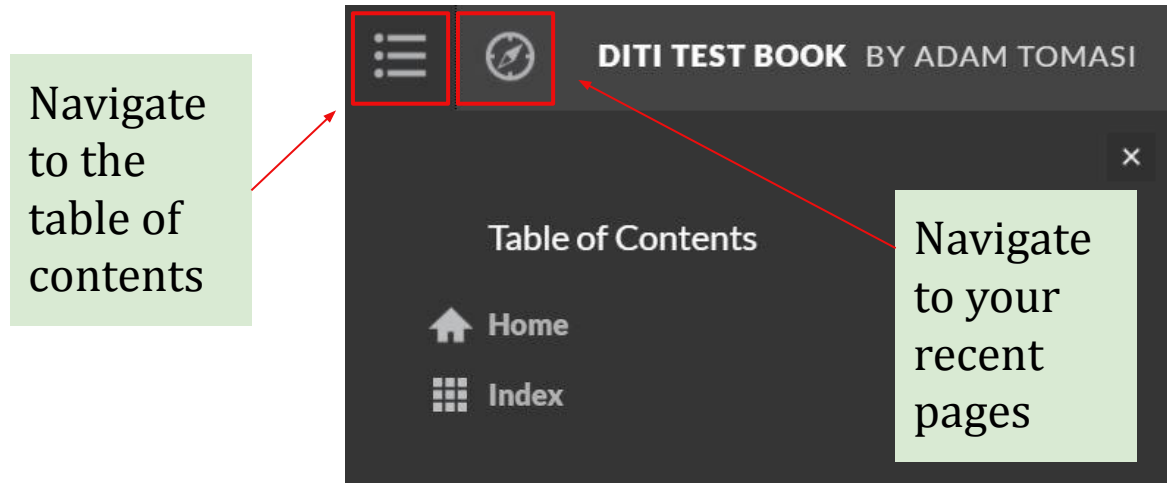 DITI TEST BOOK BY ADAM TOMASI
Navigate
to the
table of
contents
×
Table of Contents
Home
Index
Navigate
to your
recent
pages